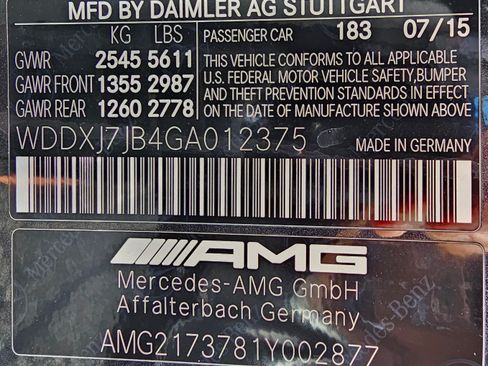 MFD BY DAIMLER AG STUTTGART
KG LBS
GVWR 2545 5611
GAWR FRONT 1355 2987
GAWR REAR 1260 2778
PASSENGER CAR 183 07/15
THIS VEHICLE CONFORMS TO ALL APPLICABLE
U.S. FEDERAL MOTOR VEHICLE SAFETY, BUMPER
AND THEFT PREVENTION STANDARDS IN EFFECT
ON THE DATE OF MANUFACTURE SHOWN ABOVE
WDDXJ7JB4GA012375
MADE IN GERMANY
AMG
Mercedes-AMG GmbH
Affalterbach Germany
AMG2173781Y002877